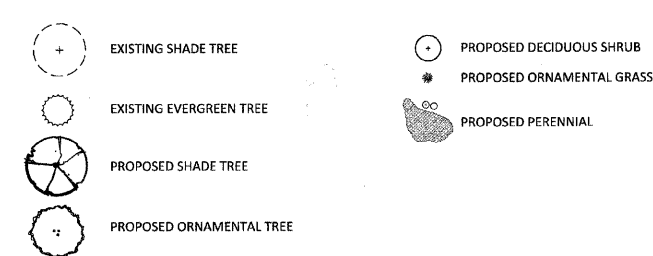 EXISTING SHADE TREE
EXISTING EVERGREEN TREE
PROPOSED SHADE TREE
PROPOSED ORNAMENTAL TREE
PROPOSED DECIDUOUS SHRUB
PROPOSED ORNAMENTAL GRASS
PROPOSED PERENNIAL